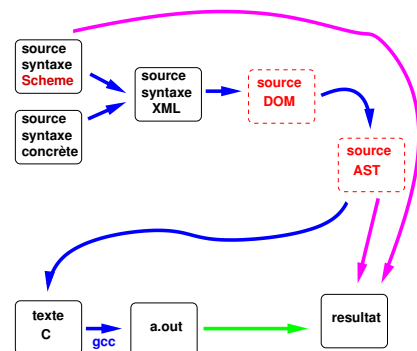 source
syntaxe
Scheme
source
syntaxe
XML
source
DOM
source
syntaxe
concrète
source
AST
texte
C
gcc
a.out
resultat